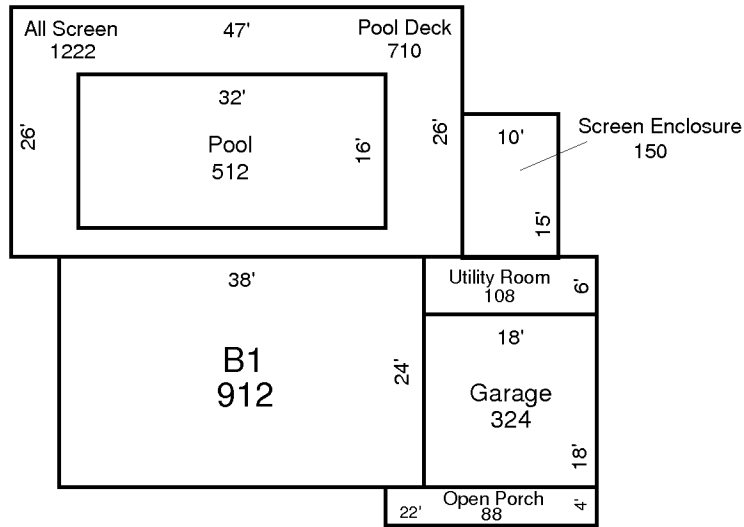 All Screen
1222
47'
Pool Deck
710
26'
32'
Pool
512
16'
26'
10'
15'
Screen Enclosure
150
38'
B1
912
24'
Utility Room
108
6'
18'
Garage
324
18'
Open Porch
88
22'
4'